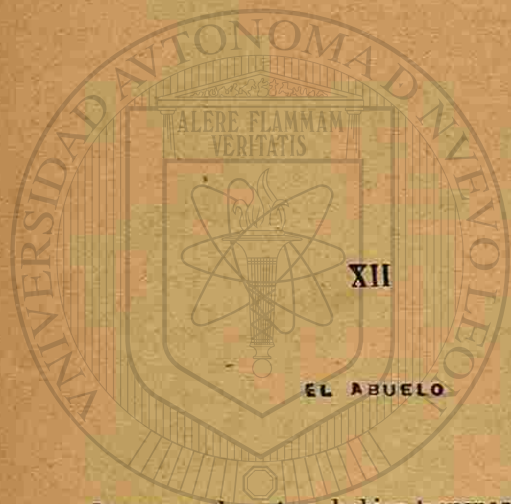 UNIVERSIDAD AUTONOMA DE NUEVO LEON
ALERE FLAMMAM
VERITATIS
XII
EL ABUELO